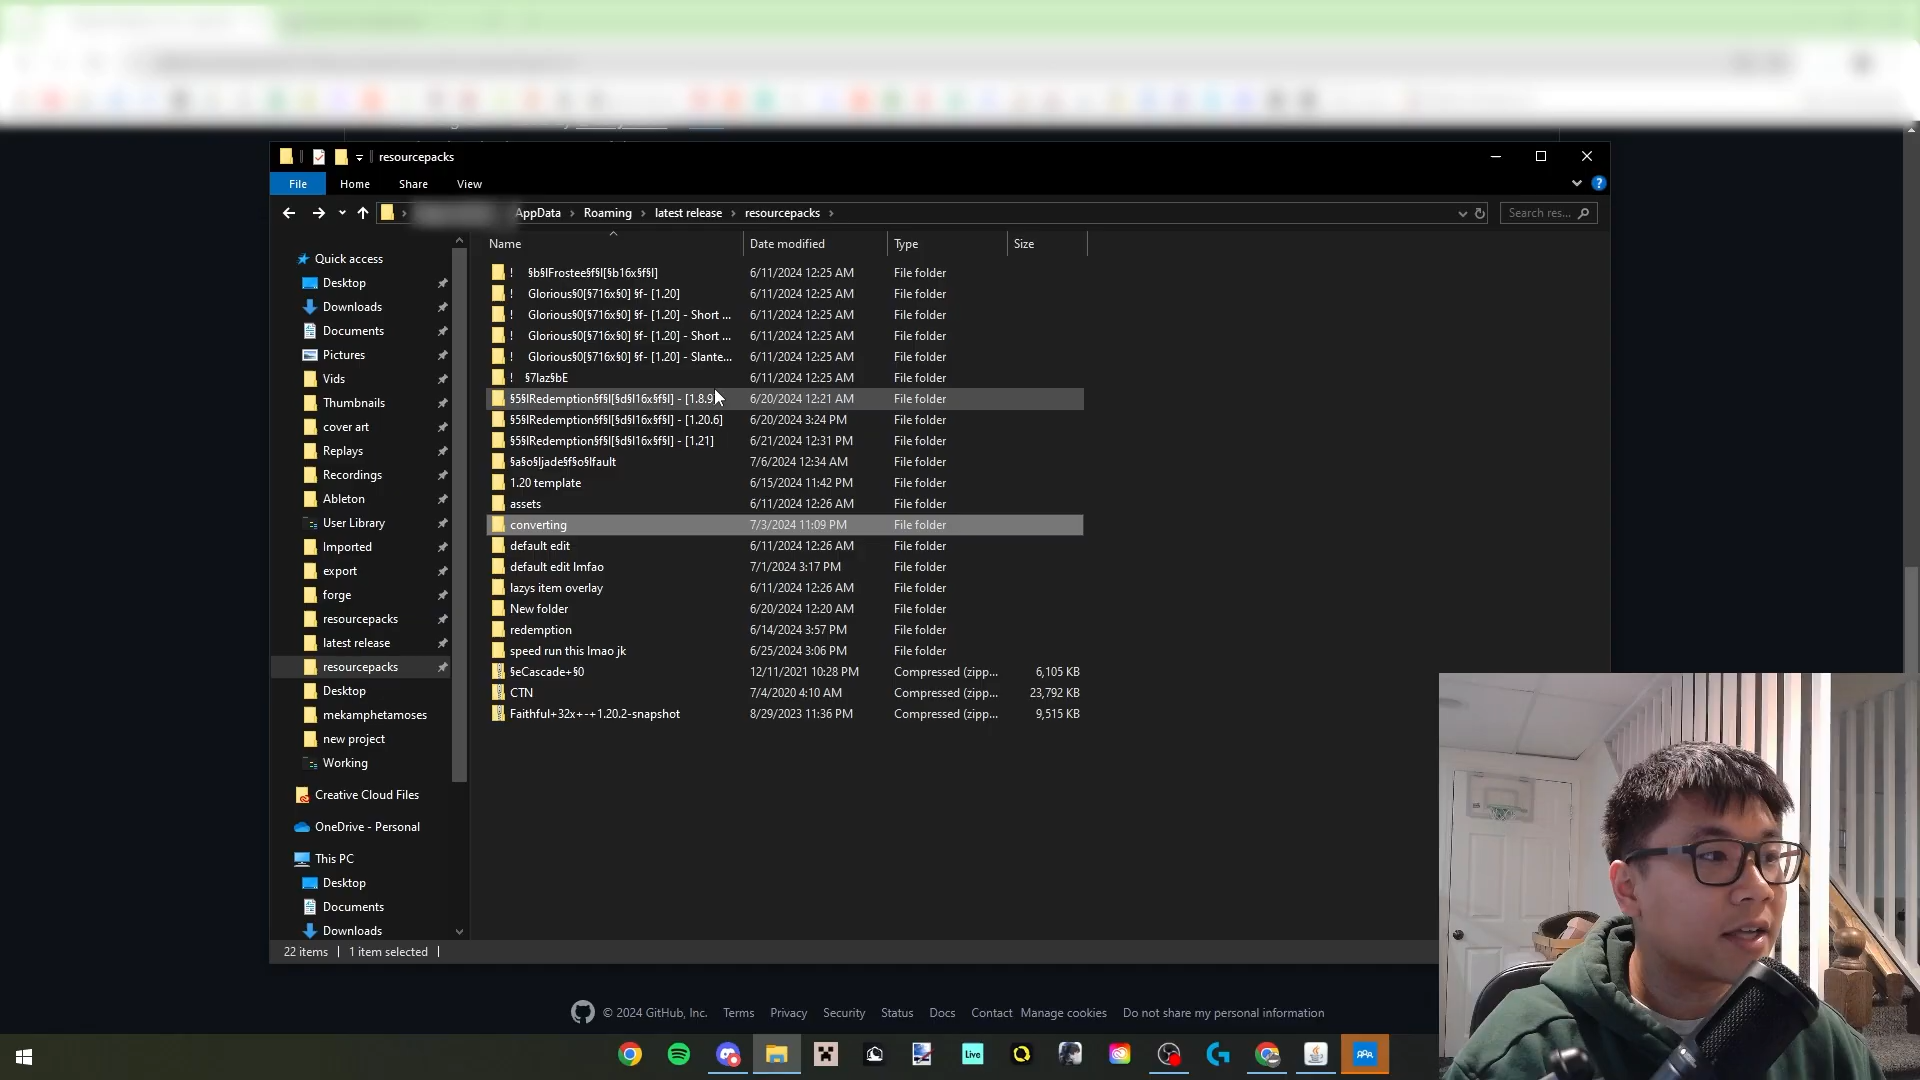 resourcepacks
File
Home
Share
View
AppData
Roaming
latest release
resourcepacks
Search res...
Name
Date modified
Type
Size
Quick access
Desktop
Downloads
Documents
Pictures
Vids
Thumbnails
cover art
Replays
Recordings
Ableton
User Library
Imported
export
forge
resourcepacks
latest release
resourcepacks
Desktop
mekamphetamoses
new project
Working
Creative Cloud Files
OneDrive - Personal
This PC
Desktop
Documents
Downloads
! §b§lFrostee§f§l[§b16x§f§l] 6/11/2024 12:25 AM File folder
! Glorious§0[§716x§0] §f- [1.20] 6/11/2024 12:25 AM File folder
! Glorious§0[§716x§0] §f- [1.20] - Short ... 6/11/2024 12:25 AM File folder
! Glorious§0[§716x§0] §f- [1.20] - Short ... 6/11/2024 12:25 AM File folder
! Glorious§0[§716x§0] §f- [1.20] - Slante... 6/11/2024 12:25 AM File folder
! §7laz§bE 6/11/2024 12:25 AM File folder
§5§lRedemption§f§l[§d§l16x§f§l] - [1.8.9 6/20/2024 12:21 AM File folder
§5§lRedemption§f§l[§d§l16x§f§l] - [1.20.6] 6/20/2024 3:24 PM File folder
§5§lRedemption§f§l[§d§l16x§f§l] - [1.21] 6/21/2024 12:31 PM File folder
§a§o§ljade§f§o§lfault 7/6/2024 12:34 AM File folder
1.20 template 6/15/2024 11:42 PM File folder
assets 6/11/2024 12:26 AM File folder
converting 7/3/2024 11:09 PM File folder
default edit 6/11/2024 12:26 AM File folder
default edit lmfao 7/1/2024 3:17 PM File folder
lazys item overlay 6/11/2024 12:26 AM File folder
New folder 6/20/2024 12:20 AM File folder
redemption 6/14/2024 3:57 PM File folder
speed run this lmao jk 6/25/2024 3:06 PM File folder
§eCascade+§0 12/11/2021 10:28 PM Compressed (zipp... 6,105 KB
CTN 7/4/2020 4:10 AM Compressed (zipp... 23,792 KB
Faithful+32x+-+1.20.2-snapshot 8/29/2023 11:36 PM Compressed (zipp... 9,515 KB
22 items
1 item selected
© 2024 GitHub, Inc. Terms Privacy Security Status Docs Contact Manage cookies Do not share my personal information
Live